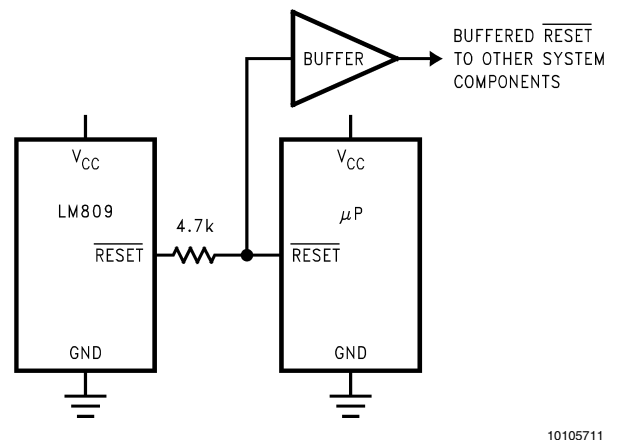 BUFFER
BUFFERED RESET
TO OTHER SYSTEM
COMPONENTS
VCC
LM809
RESET
GND
4.7k
VCC
μP
RESET
GND
10105711